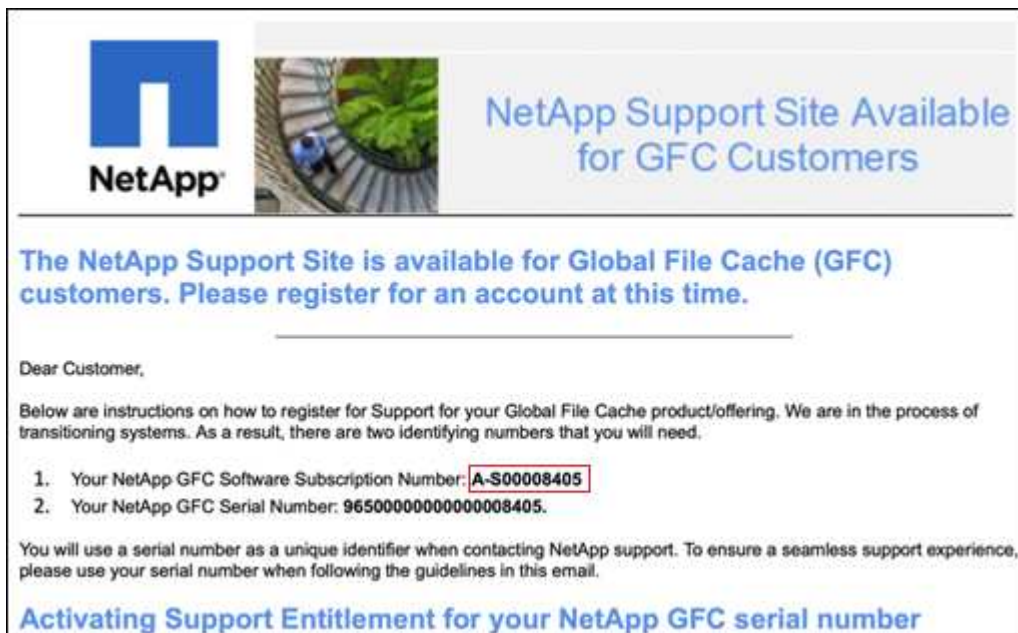 NetApp
NetApp Support Site Available
for GFC Customers
The NetApp Support Site is available for Global File Cache (GFC)
customers. Please register for an account at this time.
Dear Customer,
Below are instructions on how to register for Support for your Global File Cache product/offering. We are in the process of
transitioning systems. As a result, there are two identifying numbers that you will need.
1. Your NetApp GFC Software Subscription Number: A-S00008405
2. Your NetApp GFC Serial Number: 96500000000000008405.
You will use a serial number as a unique identifier when contacting NetApp support. To ensure a seamless support experience,
please use your serial number when following the guidelines in this email.
Activating Support Entitlement for your NetApp GFC serial number